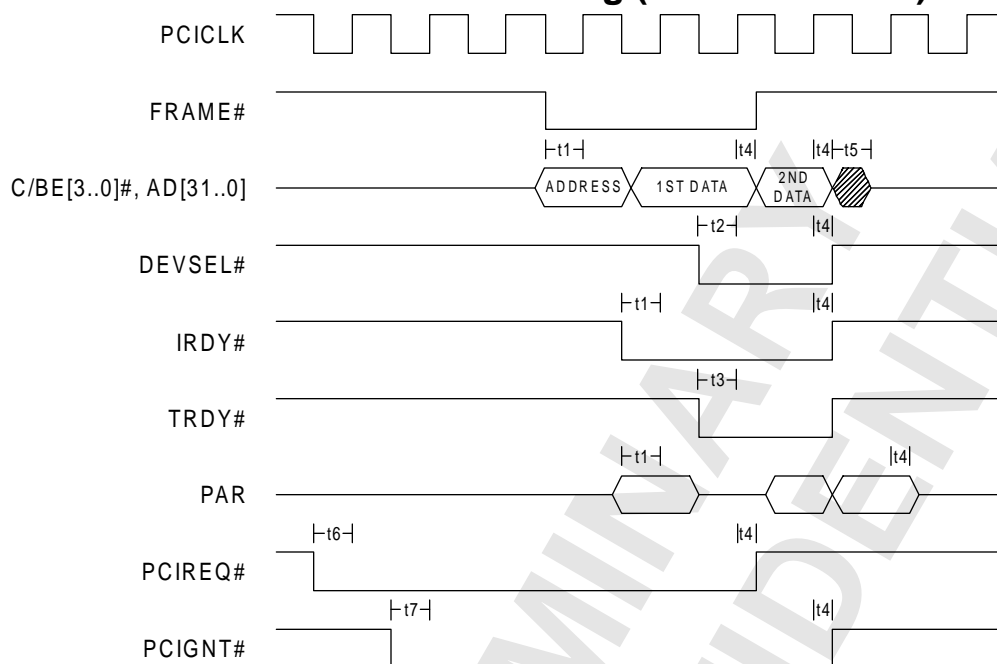 PCICLK
FRAME#
t1 t4 t4 t5
C/BE[3..0]#, AD[31..0] ADDRESS 1ST DATA 2ND DATA
t2 t4
DEVSEL#
t1 t4
IRDY#
t3
TRDY#
t1 t4
PAR
t6 t4
PCIREQ#
t7 t4
PCIGNT#